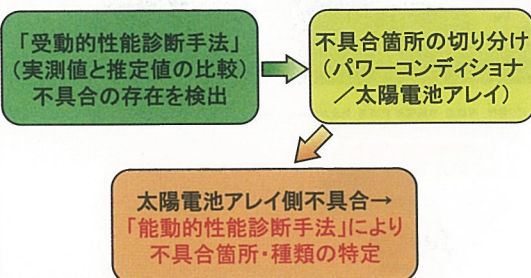 「受動的性能診断手法」
(実測値と推定値の比較)
不具合の存在を検出
不具合箇所の切り分け
(パワーコンディショナ
/太陽電池アレイ)
太陽電池アレイ側不具合→
「能動的性能診断手法」により
不具合箇所・種類の特定